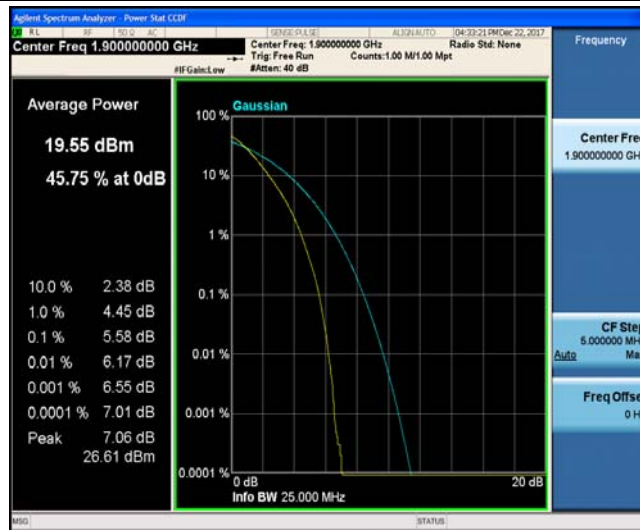 Agilent Spectrum Analyzer - Power Stat CCDF
RL RF 50 Ω AC SENSE:PULSE ALIGN AUTO 04:33:21 PM Dec 22, 2017
Center Freq 1.900000000 GHz
Center Freq: 1.900000000 GHz Radio Std: None
Trig: Free Run Counts:1.00 M/1.00 Mpt
#IFGain:Low #Atten: 40 dB
Frequency
Average Power
19.55 dBm
45.75 % at 0dB
10.0 % 2.38 dB
1.0 % 4.45 dB
0.1 % 5.58 dB
0.01 % 6.17 dB
0.001 % 6.55 dB
0.0001 % 7.01 dB
Peak 7.06 dB
26.61 dBm
Gaussian
100 %
10 %
1 %
0.1 %
0.01 %
0.001 %
0.0001 %
0 dB 20 dB
Info BW 25.000 MHz
Center Fre
1.900000000 GH
CF Step
5.000000 MH
Auto Ma
Freq Offse
0 H
MSG STATUS